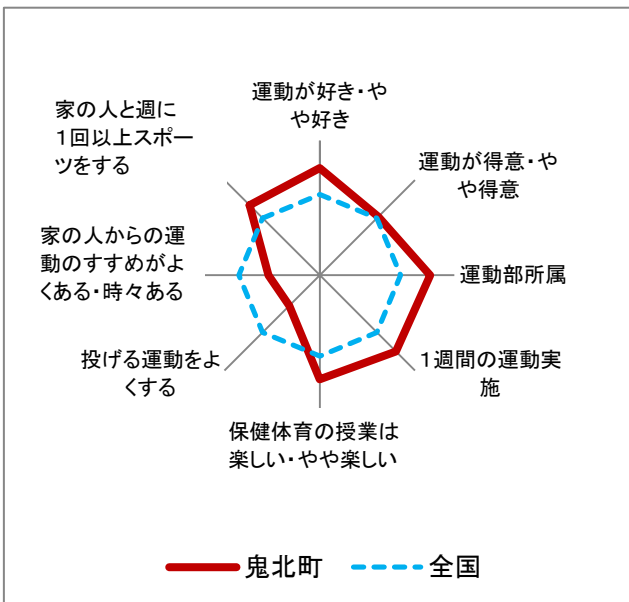 運動が好き・や
や好き
運動が得意・や
や得意
運動部所属
1週間の運動実
施
保健体育の授業は
楽しい・やや楽しい
投げる運動をよ
くする
家の人からの運
動のすすめがよ
くある・時々ある
家の人と週に
1回以上スポー
ツをする
鬼北町
全国